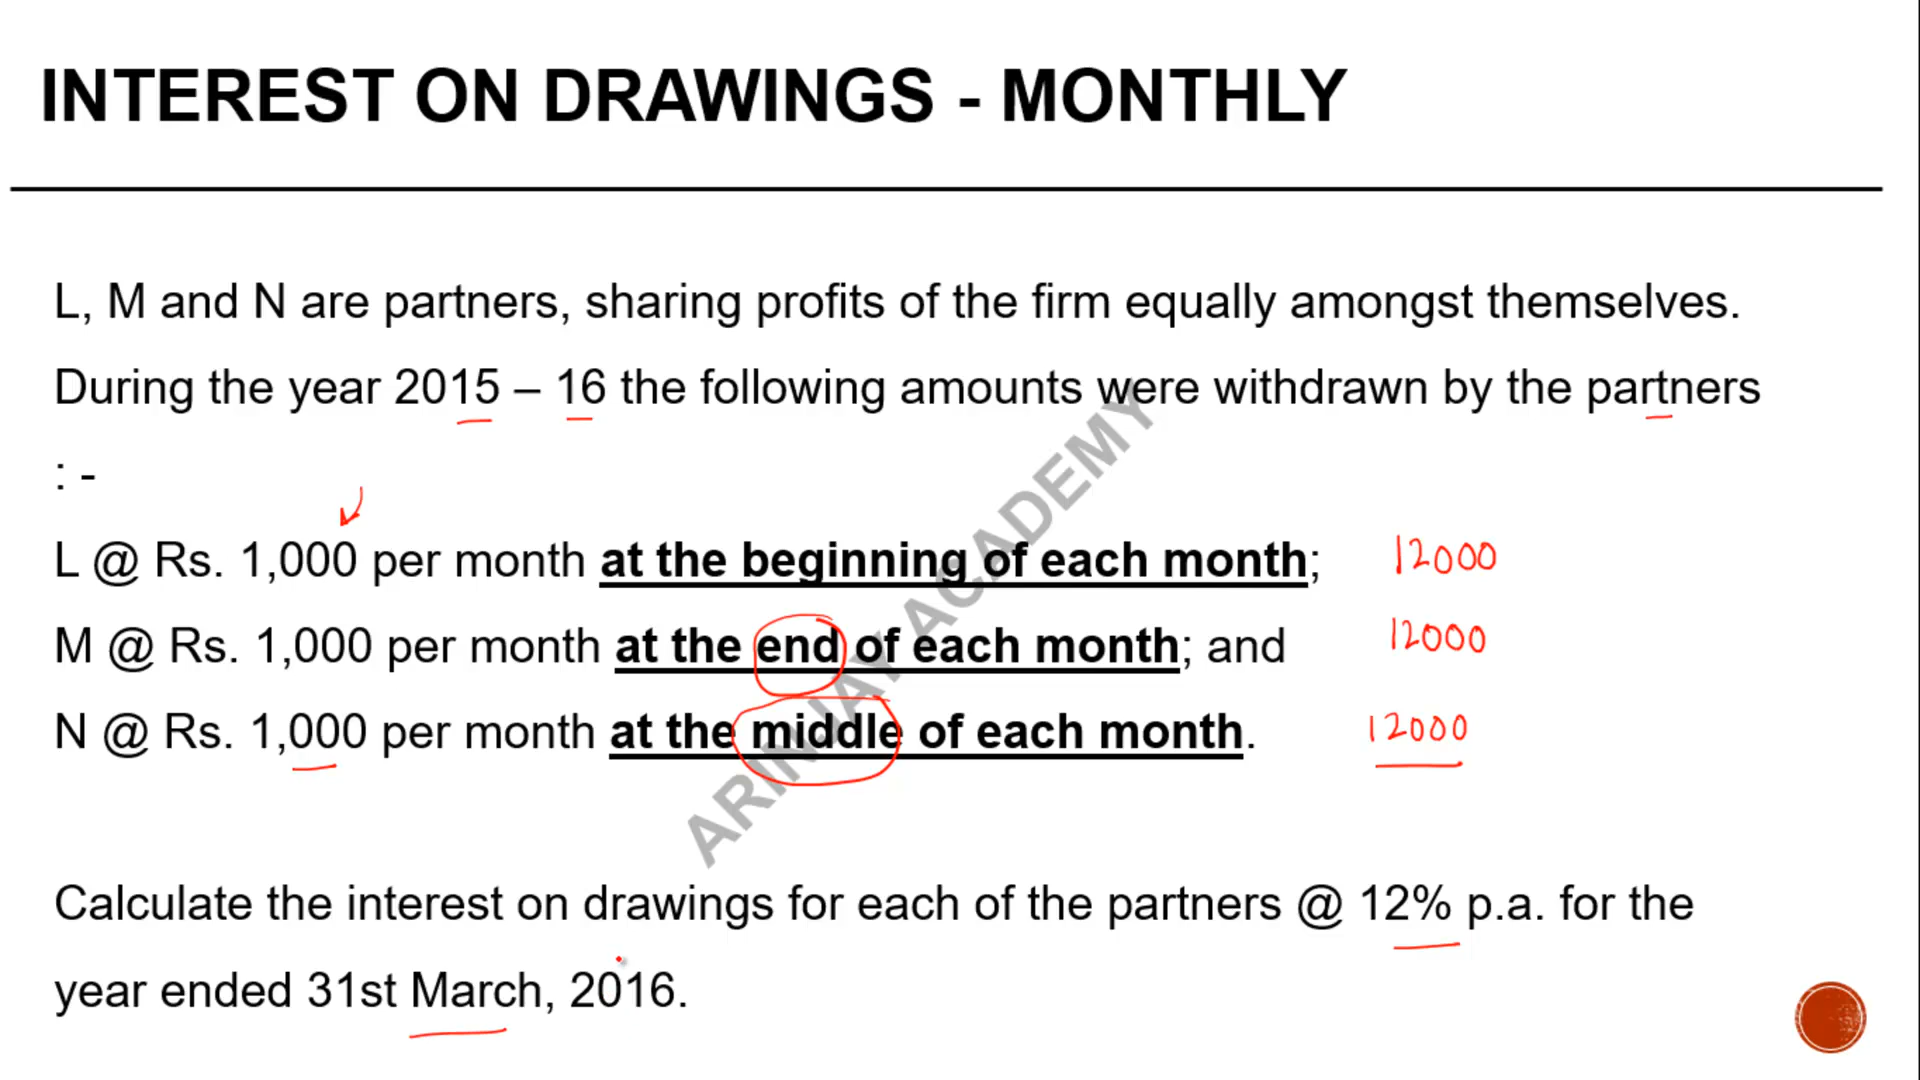 INTEREST ON DRAWINGS - MONTHLY
L, M and N are partners, sharing profits of the firm equally amongst themselves.
During the year 2015 – 16 the following amounts were withdrawn by the partners
: -
L @ Rs. 1,000 per month at the beginning of each month; 12000
M @ Rs. 1,000 per month at the end of each month; and 12000
N @ Rs. 1,000 per month at the middle of each month. 12000
ARINJAY ACADEMY
Calculate the interest on drawings for each of the partners @ 12% p.a. for the
year ended 31st March, 2016.